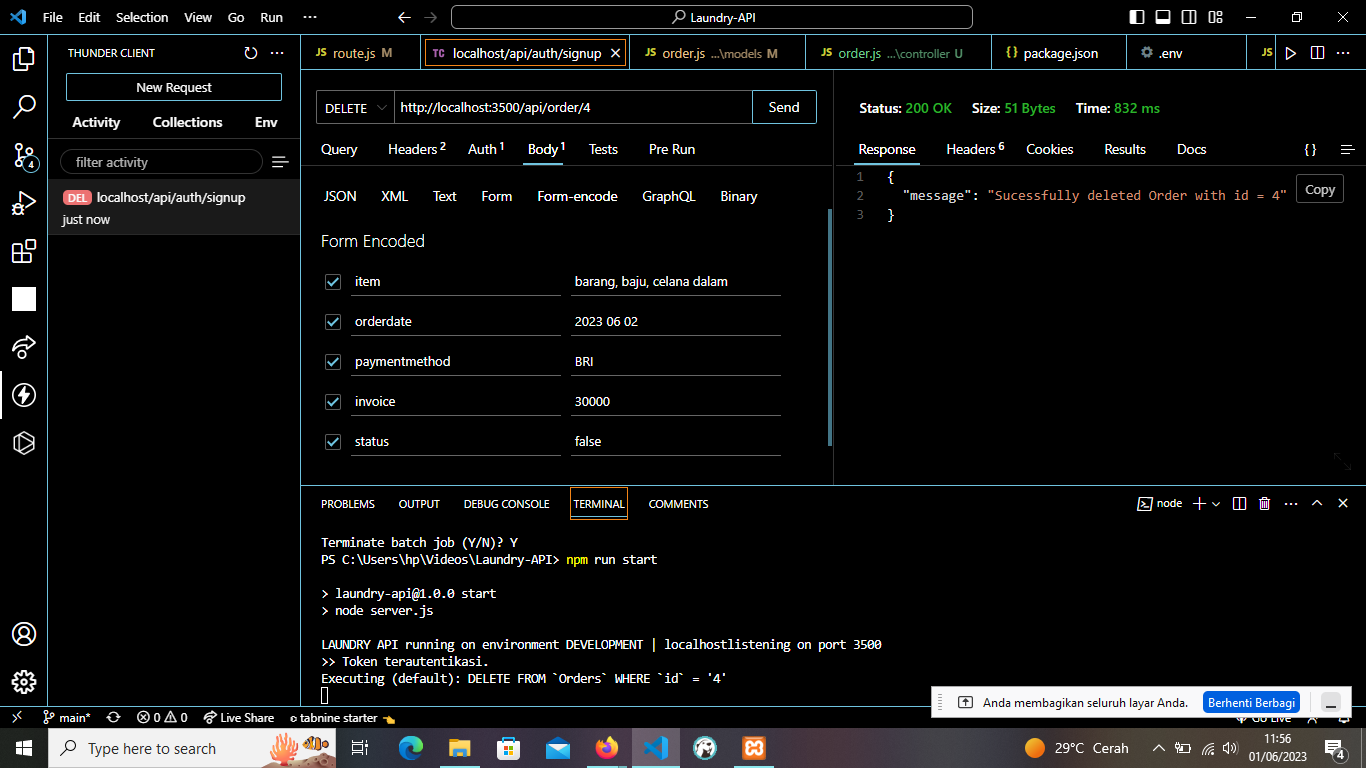 File Edit Selection View Go Run ···
Laundry-API
THUNDER CLIENT
New Request
Activity Collections Env
filter activity
DEL localhost/api/auth/signup
just now
4
JS route.js M
TC localhost/api/auth/signup
JS order.js ...\models M
JS order.js ...\controller U
{} package.json
.env
JS
DELETE http://localhost:3500/api/order/4 Send
Query Headers 2 Auth 1 Body 1 Tests Pre Run
JSON XML Text Form Form-encode GraphQL Binary
Form Encoded
item barang, baju, celana dalam
orderdate 2023 06 02
paymentmethod BRI
invoice 30000
status false
Status: 200 OK Size: 51 Bytes Time: 832 ms
Response Headers 6 Cookies Results Docs {}
1 {
2 "message": "Sucessfully deleted Order with id = 4"
3 }
Copy
PROBLEMS OUTPUT DEBUG CONSOLE TERMINAL COMMENTS
node
Terminate batch job (Y/N)? Y
PS C:\Users\hp\Videos\Laundry-API> npm run start
> laundry-api@1.0.0 start
> node server.js
LAUNDRY API running on environment DEVELOPMENT | localhostlistening on port 3500
>> Token terautentikasi.
Executing (default): DELETE FROM `Orders` WHERE `id` = '4'
Anda membagikan seluruh layar Anda. Berhenti Berbagi
main* 0 0 Live Share tabnine starter Go Live
Type here to search
29°C Cerah
11:56
01/06/2023
4